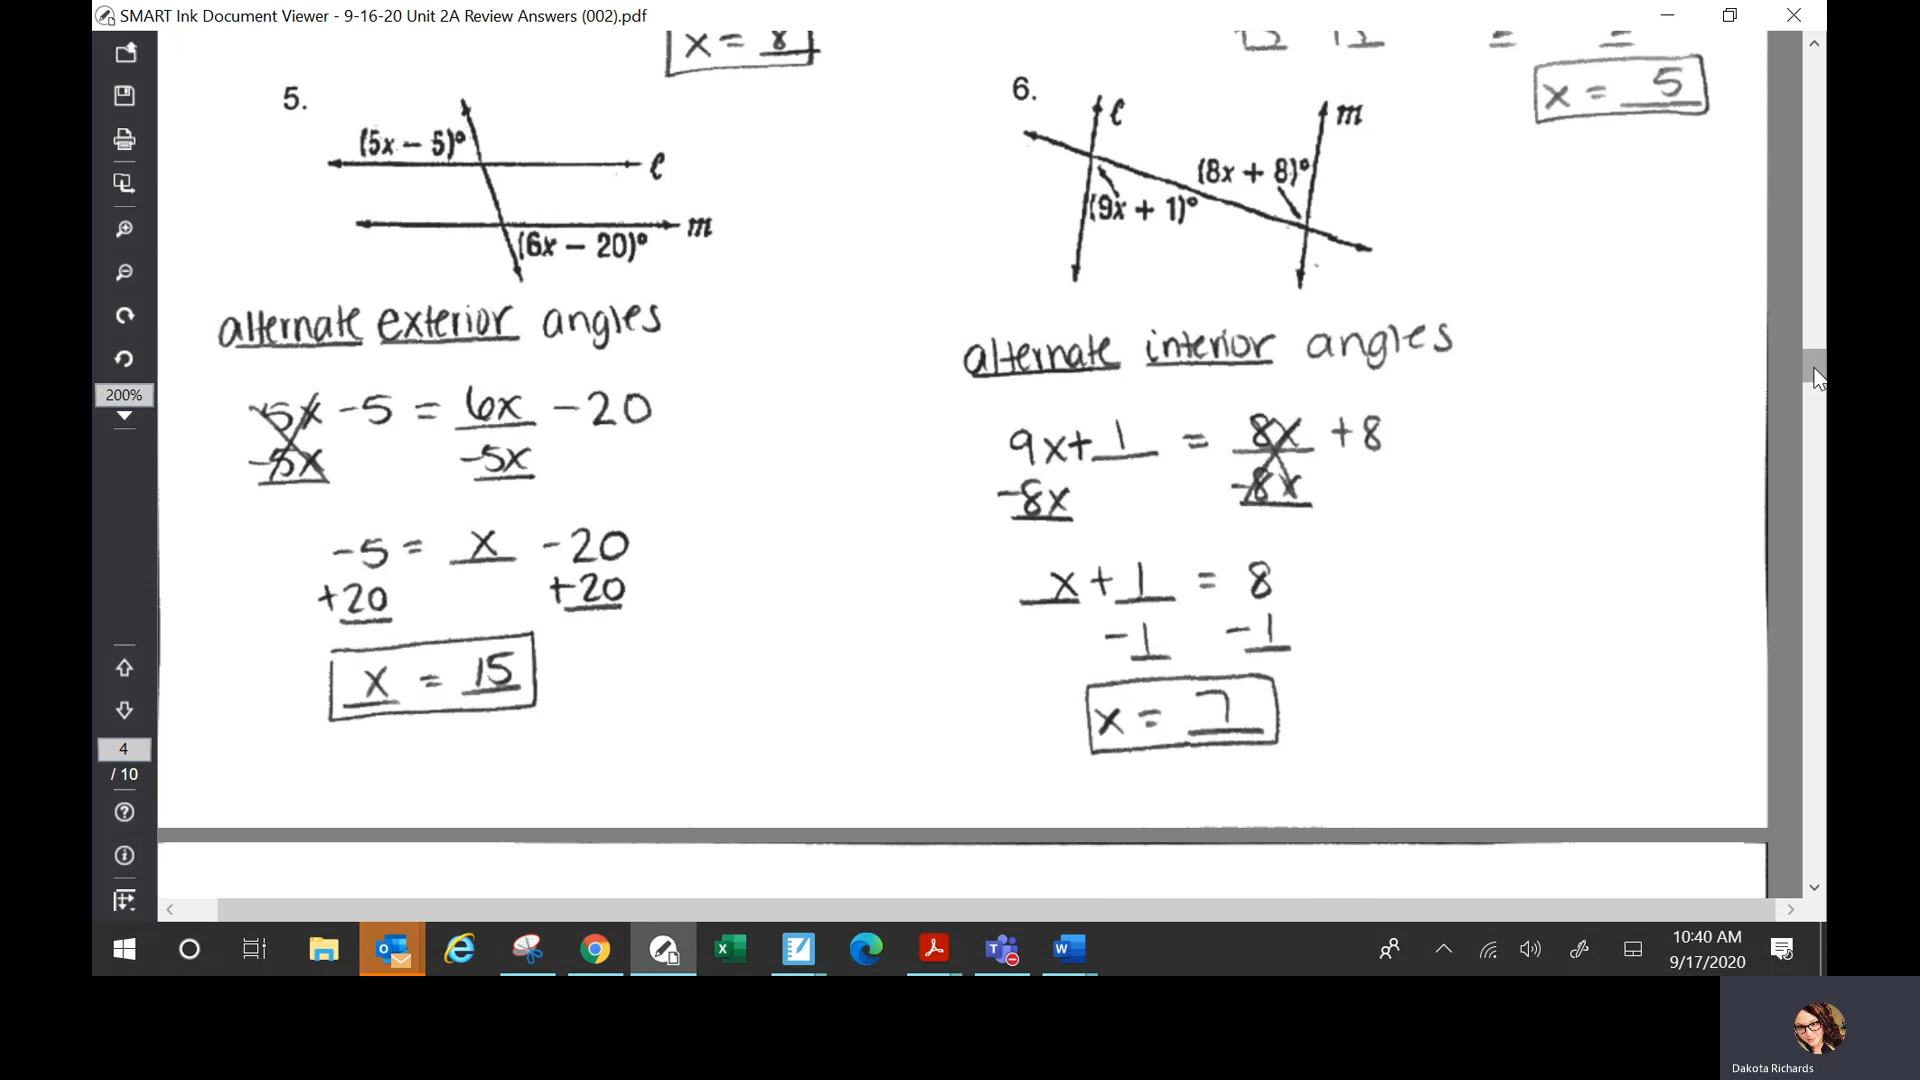 SMART Ink Document Viewer - 9-16-20 Unit 2A Review Answers (002).pdf
x = 8
x = 5
5.
(5x – 5)°
ℓ
m
(6x – 20)°
alternate exterior angles
5x - 5 = 6x - 20
-5x -5x
-5 = x - 20
+20 +20
x = 15
6.
ℓ
m
(8x + 8)°
(9x + 1)°
alternate interior angles
9x + 1 = 8x + 8
-8x -8x
x + 1 = 8
-1 -1
x = 7
200%
4
/ 10
10:40 AM
9/17/2020
Dakota Richards